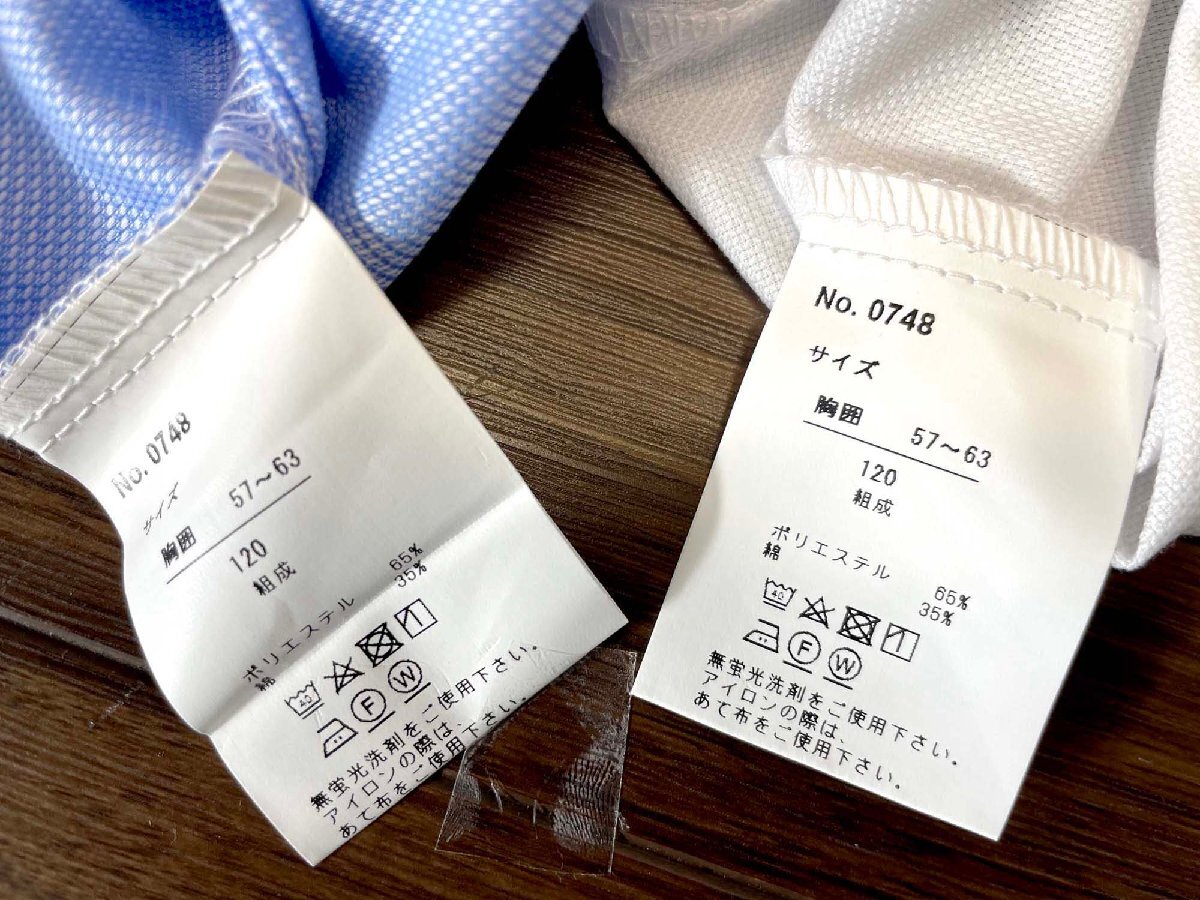 No. 0748
サイズ
胸囲 57～63
120
組成
ポリエステル 65%
綿 35%
40
F W
無蛍光洗剤をご使用下さい。
アイロンの際は、
あて布をご使用下さい。
No. 0748
サイズ
胸囲 57～63
120
組成
ポリエステル 65%
綿 35%
40
F W
無蛍光洗剤をご使用下さい。
アイロンの際は、
あて布をご使用下さい。